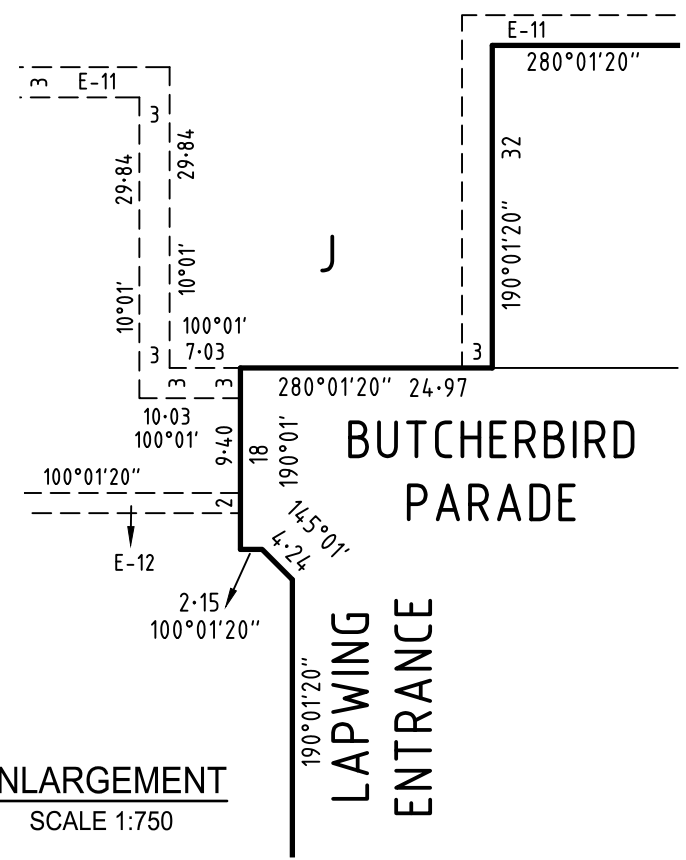 E-11
280°01'20"
3
E-11
3
29·84
29·84
32
J
10°01'
10°01'
190°01'20"
100°01'
7·03
3
3
3
3
280°01'20" 24·97
10·03
100°01'
9·40
18
190°01'
BUTCHERBIRD
PARADE
100°01'20"
2
145°01'
4·24
E-12
2·15
100°01'20"
190°01'20"
LAPWING
ENTRANCE
NLARGEMENT
SCALE 1:750